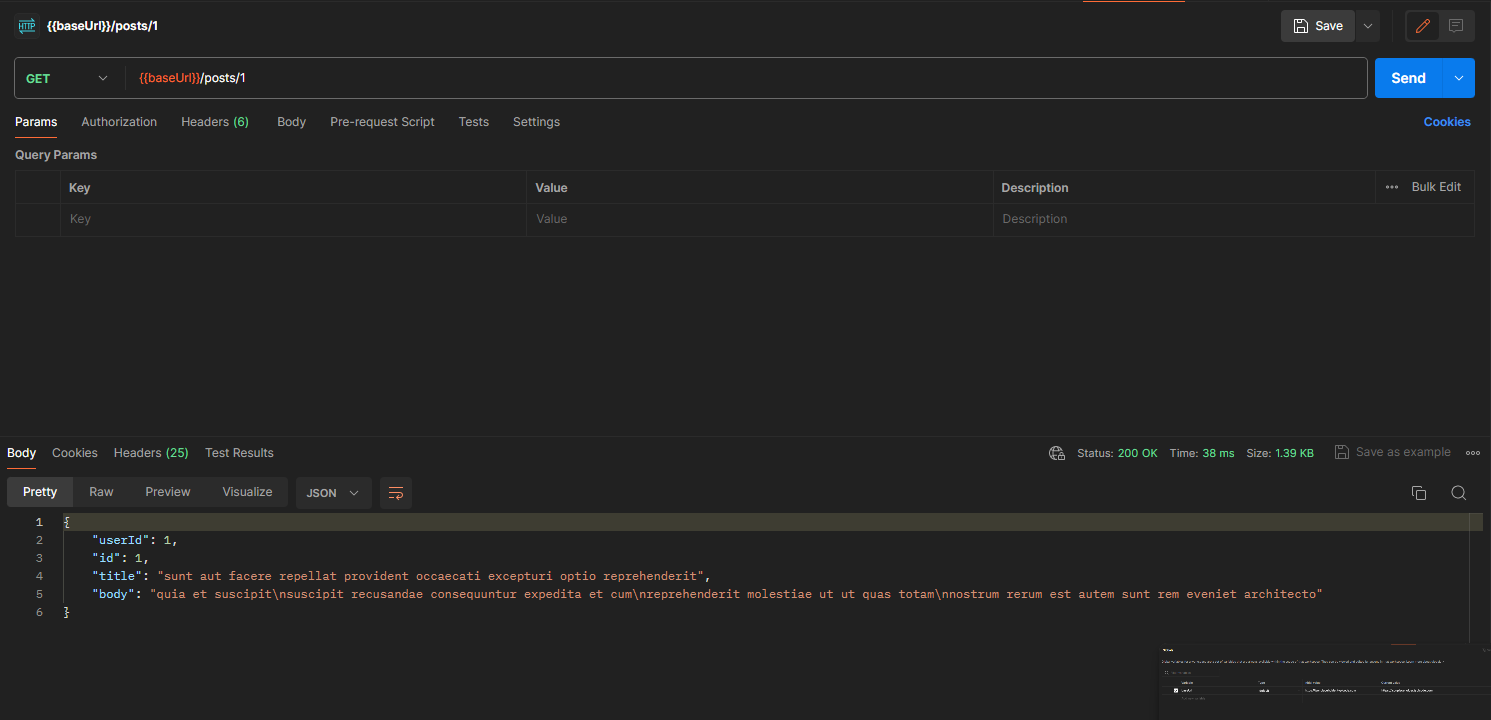 HTTP {{baseUrl}}/posts/1 Save
GET {{baseUrl}}/posts/1 Send
Params Authorization Headers (6) Body Pre-request Script Tests Settings Cookies
Query Params
Key Value Description Bulk Edit
Key Value Description
Body Cookies Headers (25) Test Results Status: 200 OK Time: 38 ms Size: 1.39 KB Save as example
Pretty Raw Preview Visualize JSON
1 {
2 "userId": 1,
3 "id": 1,
4 "title": "sunt aut facere repellat provident occaecati excepturi optio reprehenderit",
5 "body": "quia et suscipit\nsuscipit recusandae consequuntur expedita et cum\nreprehenderit molestiae ut ut quas totam\nnostrum rerum est autem sunt rem eveniet architecto"
6 }